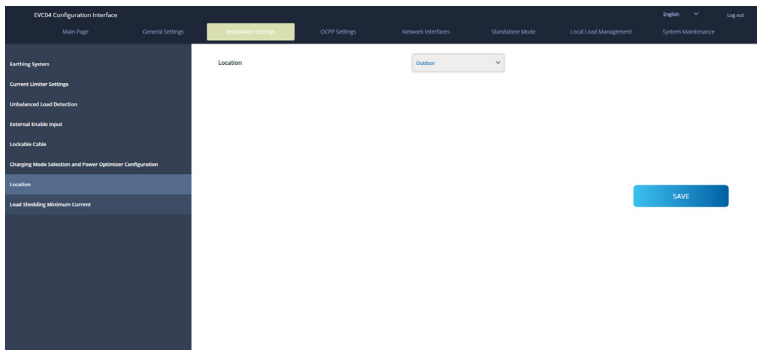 EVC04 Configuration Interface
English
Log out
Main Page
General Settings
Installation Settings
OCPP Settings
Network Interfaces
Standalone Mode
Local Load Management
System Maintenance
Earthing System
Current Limiter Settings
Unbalanced Load Detection
External Enable Input
Lockable Cable
Charging Mode Selection and Power Optimizer Configuration
Location
Load Shedding Minimum Current
Location
Outdoor
SAVE